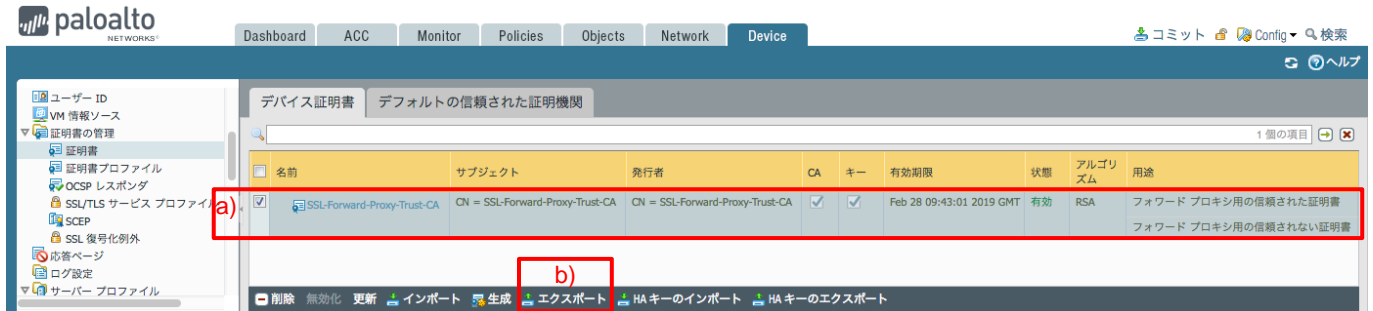 paloalto
NETWORKS®
Dashboard ACC Monitor Policies Objects Network Device
コミット Config 検索
ヘルプ
ユーザー ID
VM 情報ソース
証明書の管理
証明書
証明書プロファイル
OCSP レスポンダ
SSL/TLS サービス プロファイル
SCEP
SSL 復号化例外
応答ページ
ログ設定
サーバー プロファイル
デバイス証明書 デフォルトの信頼された証明機関
1 個の項目
名前 サブジェクト 発行者 CA キー 有効期限 状態 アルゴリ 用途
ズム
a)
SSL-Forward-Proxy-Trust-CA CN = SSL-Forward-Proxy-Trust-CA CN = SSL-Forward-Proxy-Trust-CA Feb 28 09:43:01 2019 GMT 有効 RSA フォワード プロキシ用の信頼された証明書
フォワード プロキシ用の信頼されない証明書
b)
削除 無効化 更新 インポート 生成 エクスポート HA キーのインポート HA キーのエクスポート